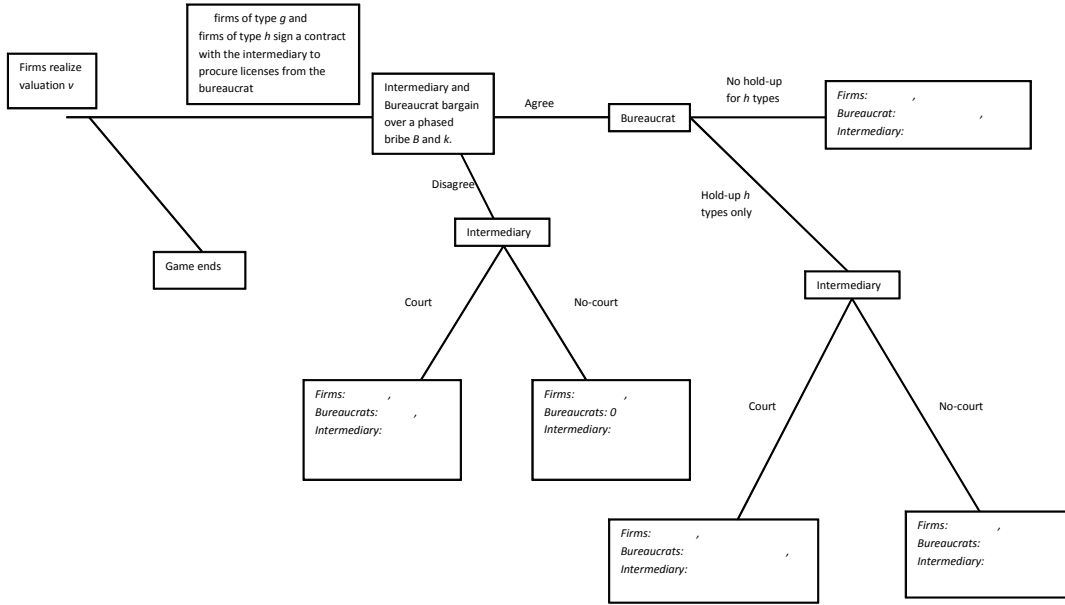 firms of type g and
firms of type h sign a contract
with the intermediary to
procure licenses from the
bureaucrat
Firms realize
valuation v
Intermediary and
Bureaucrat bargain
over a phased
bribe B and k.
Agree
Bureaucrat
No hold-up
for h types
Firms: ,
Bureaucrat: ,
Intermediary:
Disagree
Hold-up h
types only
Intermediary
Game ends
Intermediary
Court
No-court
Firms: ,
Bureaucrats: ,
Intermediary:
Firms: ,
Bureaucrats: 0
Intermediary:
Court
No-court
Firms: ,
Bureaucrats: ,
Intermediary:
Firms: ,
Bureaucrats:
Intermediary: